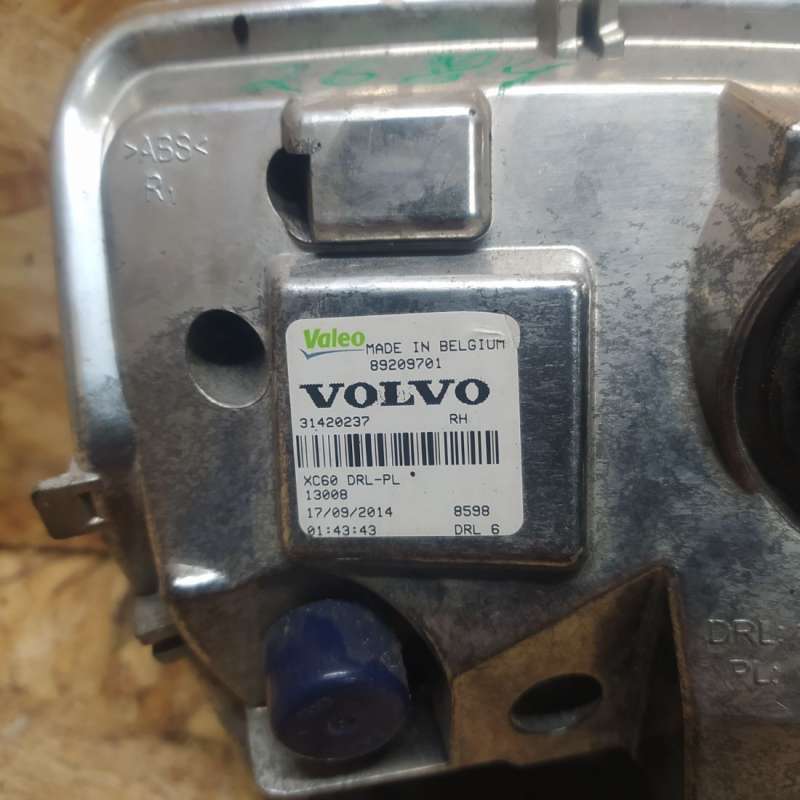 >ABS<
R1
Valeo MADE IN BELGIUM
89209701
VOLVO
31420237 RH
XC60 DRL-PL
13008
17/09/2014 8598
01:43:43 DRL 6
DRL:
PL:
>